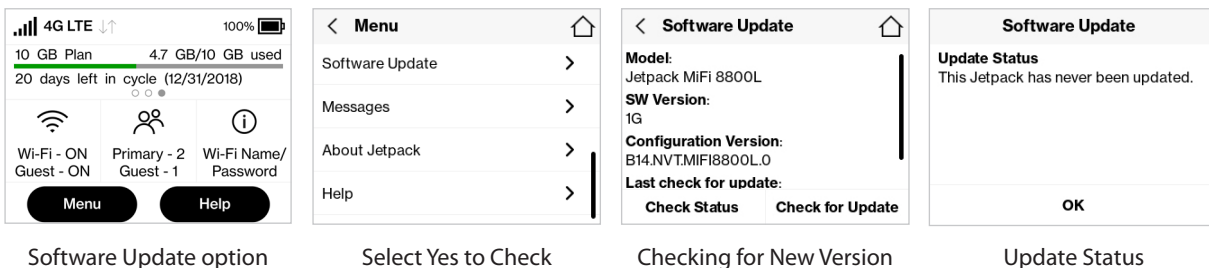 4G LTE 100%
10 GB Plan 4.7 GB/10 GB used
20 days left in cycle (12/31/2018)
Wi-Fi - ON
Guest - ON
Primary - 2
Guest - 1
Wi-Fi Name/
Password
Menu Help
Software Update option
Menu
Software Update
Messages
About Jetpack
Help
Select Yes to Check
Software Update
Model:
Jetpack MiFi 8800L
SW Version:
1G
Configuration Version:
B14.NVT.MIFI8800L.0
Last check for update:
Check Status Check for Update
Checking for New Version
Software Update
Update Status
This Jetpack has never been updated.
OK
Update Status